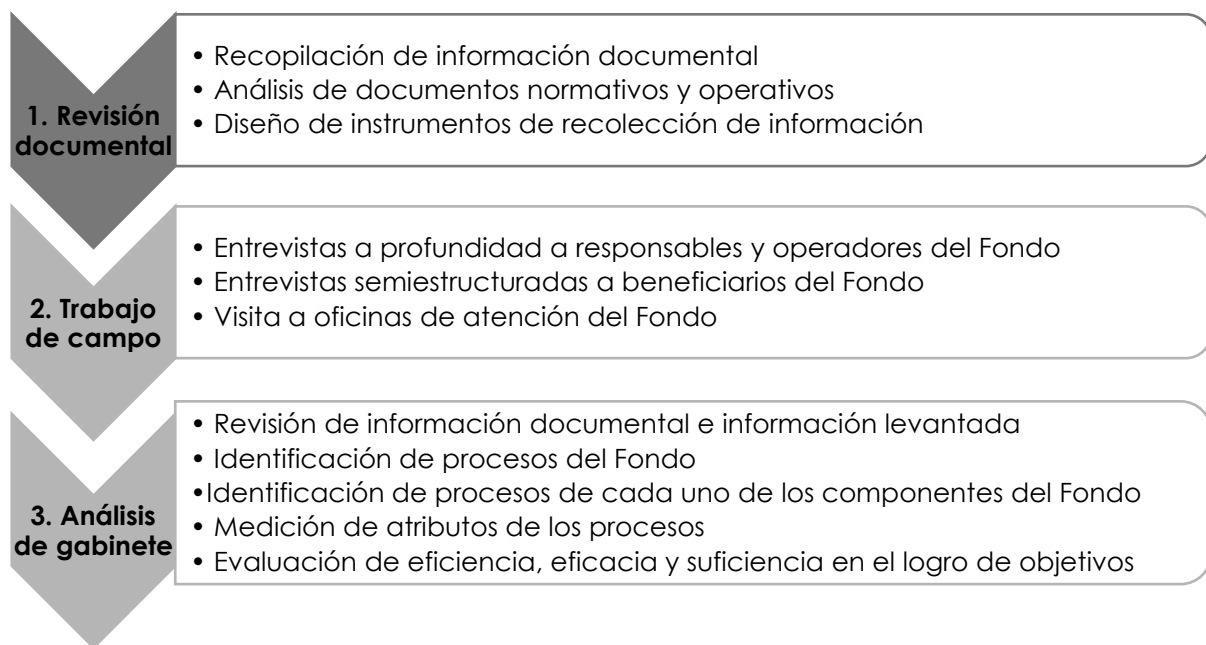 1. Revisión
documental
• Recopilación de información documental
• Análisis de documentos normativos y operativos
• Diseño de instrumentos de recolección de información
2. Trabajo
de campo
• Entrevistas a profundidad a responsables y operadores del Fondo
• Entrevistas semiestructuradas a beneficiarios del Fondo
• Visita a oficinas de atención del Fondo
3. Análisis
de gabinete
• Revisión de información documental e información levantada
• Identificación de procesos del Fondo
•Identificación de procesos de cada uno de los componentes del Fondo
• Medición de atributos de los procesos
• Evaluación de eficiencia, eficacia y suficiencia en el logro de objetivos